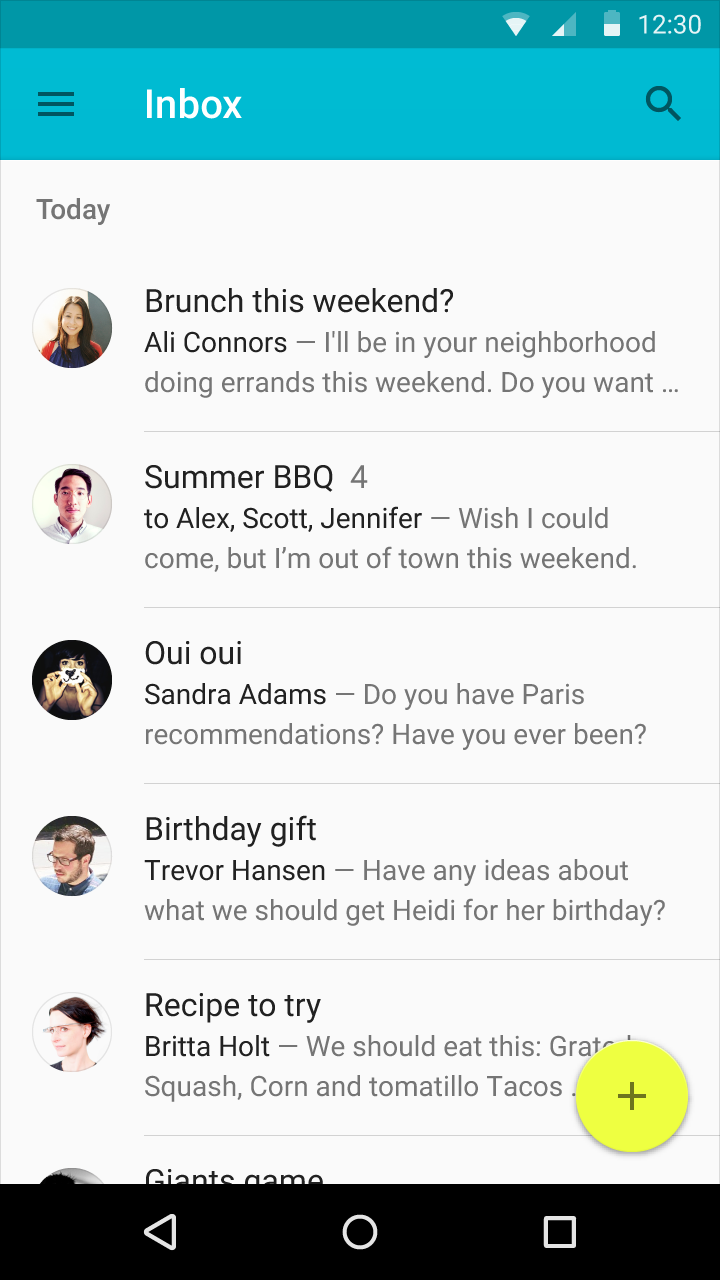 12:30
Inbox
Today
Brunch this weekend?
Ali Connors — I'll be in your neighborhood
doing errands this weekend. Do you want ...
Summer BBQ 4
to Alex, Scott, Jennifer — Wish I could
come, but I’m out of town this weekend.
Oui oui
Sandra Adams — Do you have Paris
recommendations? Have you ever been?
Birthday gift
Trevor Hansen — Have any ideas about
what we should get Heidi for her birthday?
Recipe to try
Britta Holt — We should eat this:
Squash, Corn and tomatillo Tacos
Giants game